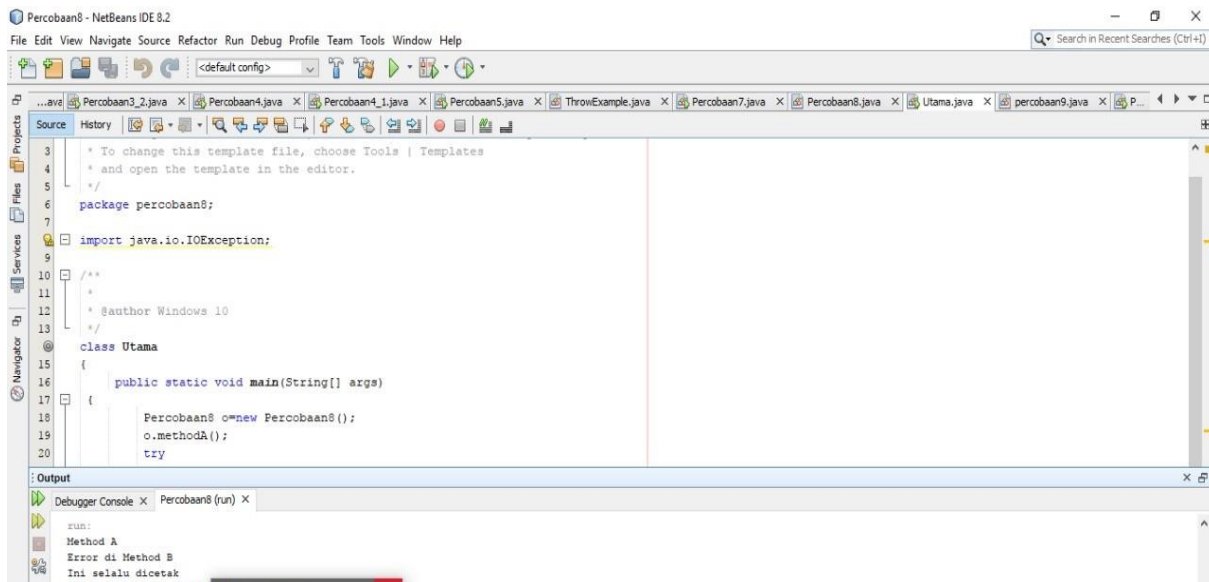 Percobaan8 - NetBeans IDE 8.2
File Edit View Navigate Source Refactor Run Debug Profile Team Tools Window Help
Search in Recent Searches (Ctrl+I)
<default config>
...ava Percobaan3_2.java Percobaan4.java Percobaan4_1.java Percobaan5.java ThrowExample.java Percobaan7.java Percobaan8.java Utama.java percobaan9.java P...
Source History
Projects
Files
Services
Navigator
3 * To change this template file, choose Tools | Templates
4 * and open the template in the editor.
5 */
6 package percobaan8;
7
import java.io.IOException;
9
10 /**
11 *
12 * @author Windows 10
13 */
class Utama
15 {
16 public static void main(String[] args)
17 {
18 Percobaan8 o=new Percobaan8();
19 o.methodA();
20 try
Output
Debugger Console Percobaan8 (run)
run:
Method A
Error di Method B
Ini selalu dicetak